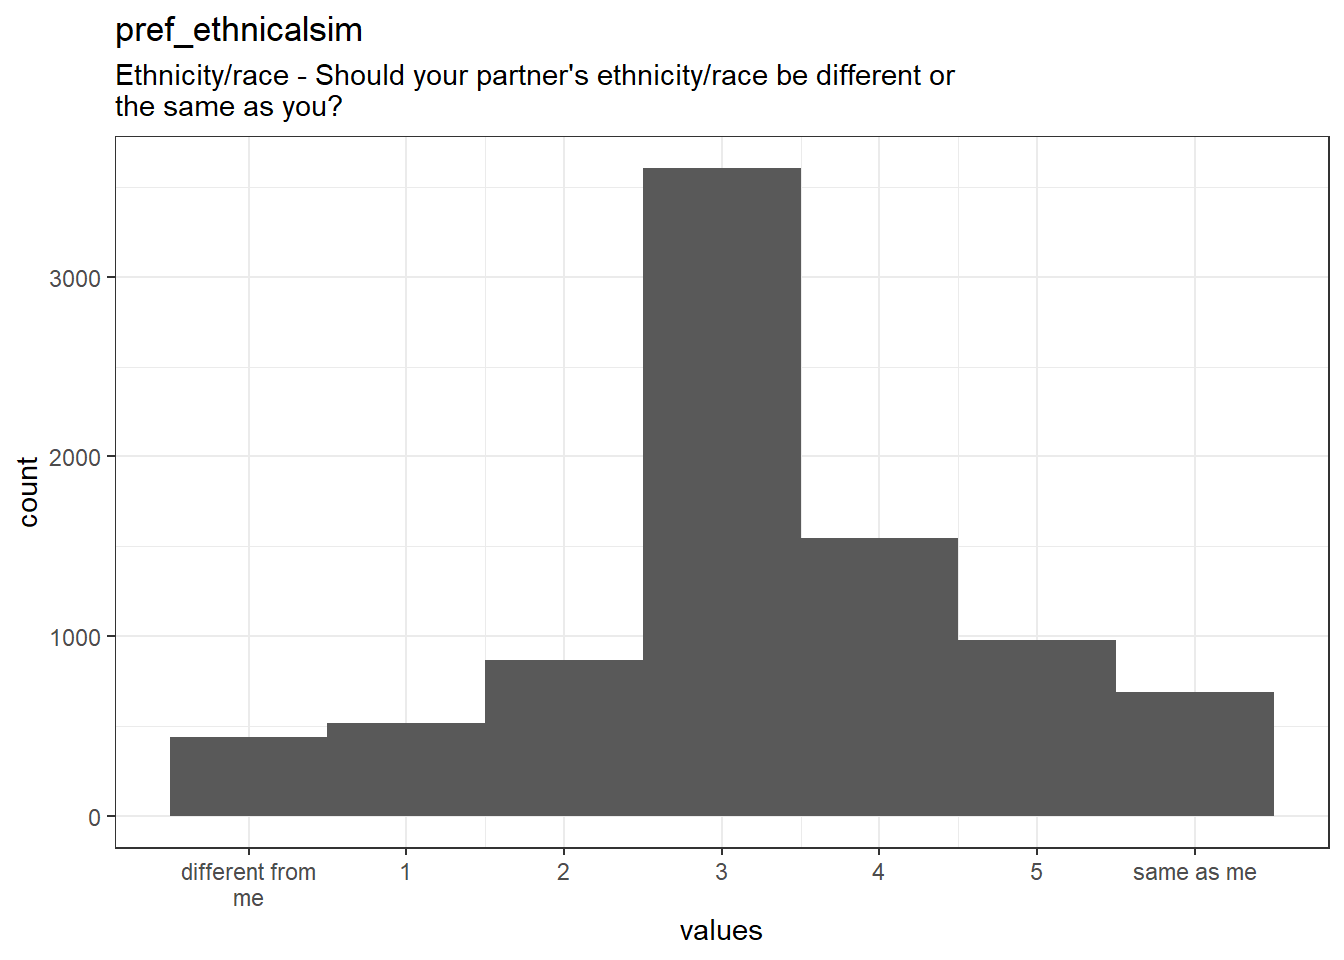 pref_ethnicalsim
Ethnicity/race - Should your partner's ethnicity/race be different or
the same as you?
3000
2000
1000
0
count
different from
me
1
2
3
4
5
same as me
values